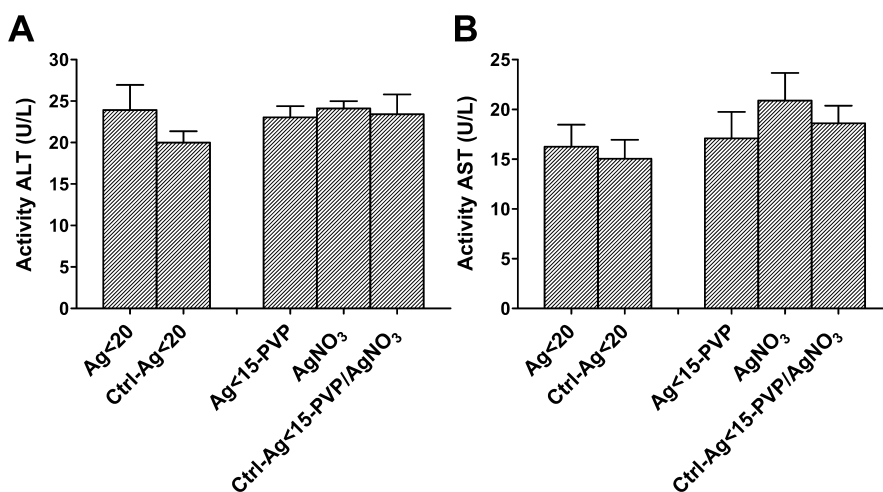 A
Activity ALT (U/L)
30
25
20
15
10
5
0
Ag<20
Ctrl-Ag<20
Ag<15-PVP
AgNO₃
Ctrl-Ag<15-PVP/AgNO₃
B
Activity AST (U/L)
25
20
15
10
5
0
Ag<20
Ctrl-Ag<20
Ag<15-PVP
AgNO₃
Ctrl-Ag<15-PVP/AgNO₃